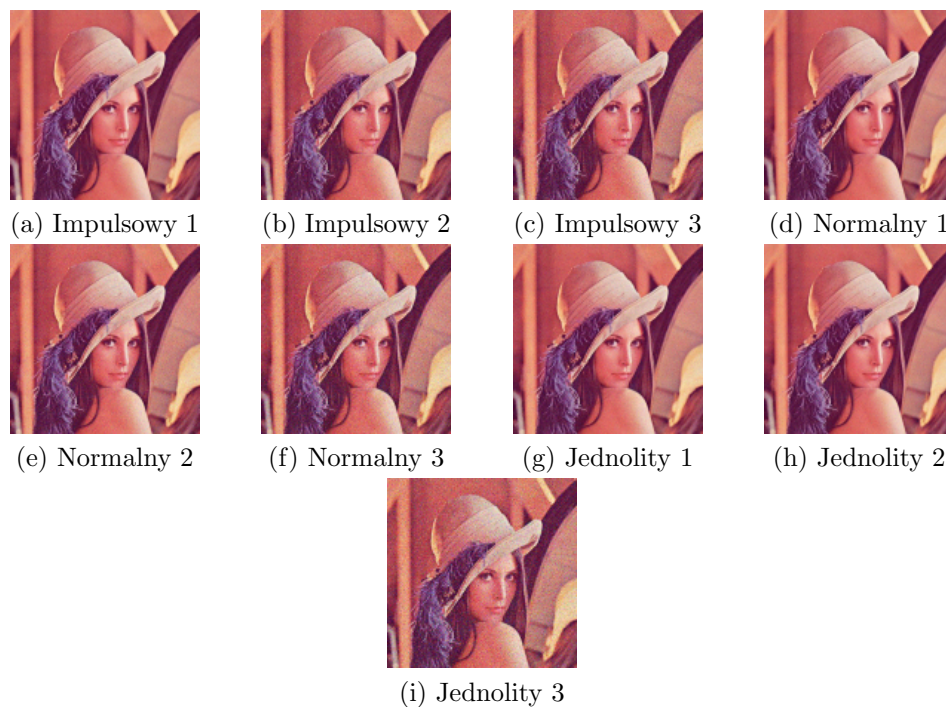 (a) Impulsowy 1
(b) Impulsowy 2
(c) Impulsowy 3
(d) Normalny 1
(e) Normalny 2
(f) Normalny 3
(g) Jednolity 1
(h) Jednolity 2
(i) Jednolity 3